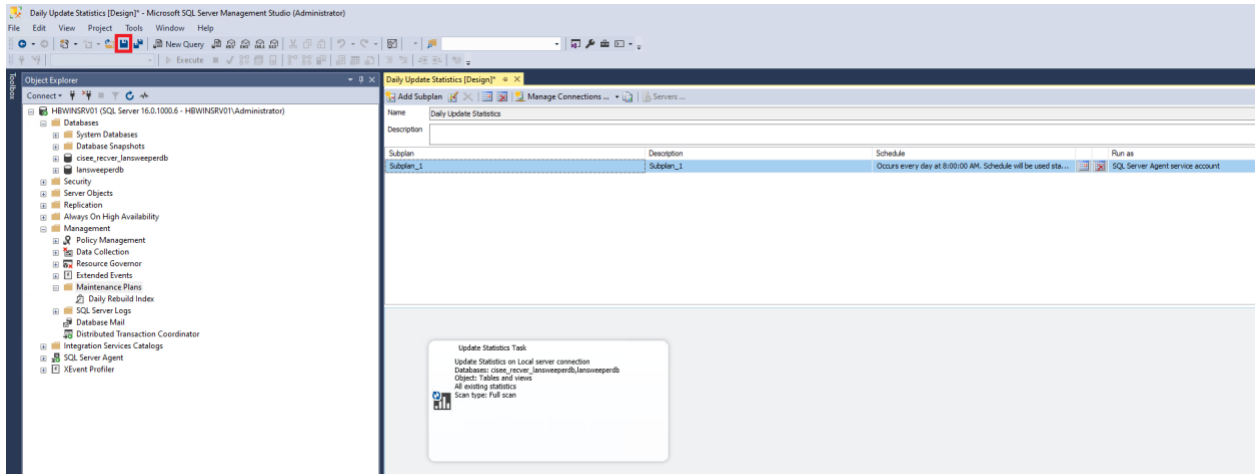 Daily Update Statistics [Design]* - Microsoft SQL Server Management Studio (Administrator)
File Edit View Project Tools Window Help
New Query
Execute
Toolbox
Object Explorer
Connect
HBWINSRV01 (SQL Server 16.0.1000.6 - HBWINSRV01\Administrator)
Databases
System Databases
Database Snapshots
cisee_recver_lansweeperdb
lansweeperdb
Security
Server Objects
Replication
Always On High Availability
Management
Policy Management
Data Collection
Resource Governor
Extended Events
Maintenance Plans
Daily Rebuild Index
SQL Server Logs
Database Mail
Distributed Transaction Coordinator
Integration Services Catalogs
SQL Server Agent
XEvent Profiler
Daily Update Statistics [Design]*
Add Subplan Manage Connections... Servers...
Name Daily Update Statistics
Description
Subplan Description Schedule Run as
Subplan_1 Subplan_1 Occurs every day at 8:00:00 AM. Schedule will be used sta... SQL Server Agent service account
Update Statistics Task
Update Statistics on Local server connection
Databases: cisee_recver_lansweeperdb,lansweeperdb
Object: Tables and views
All existing statistics
Scan type: Full scan